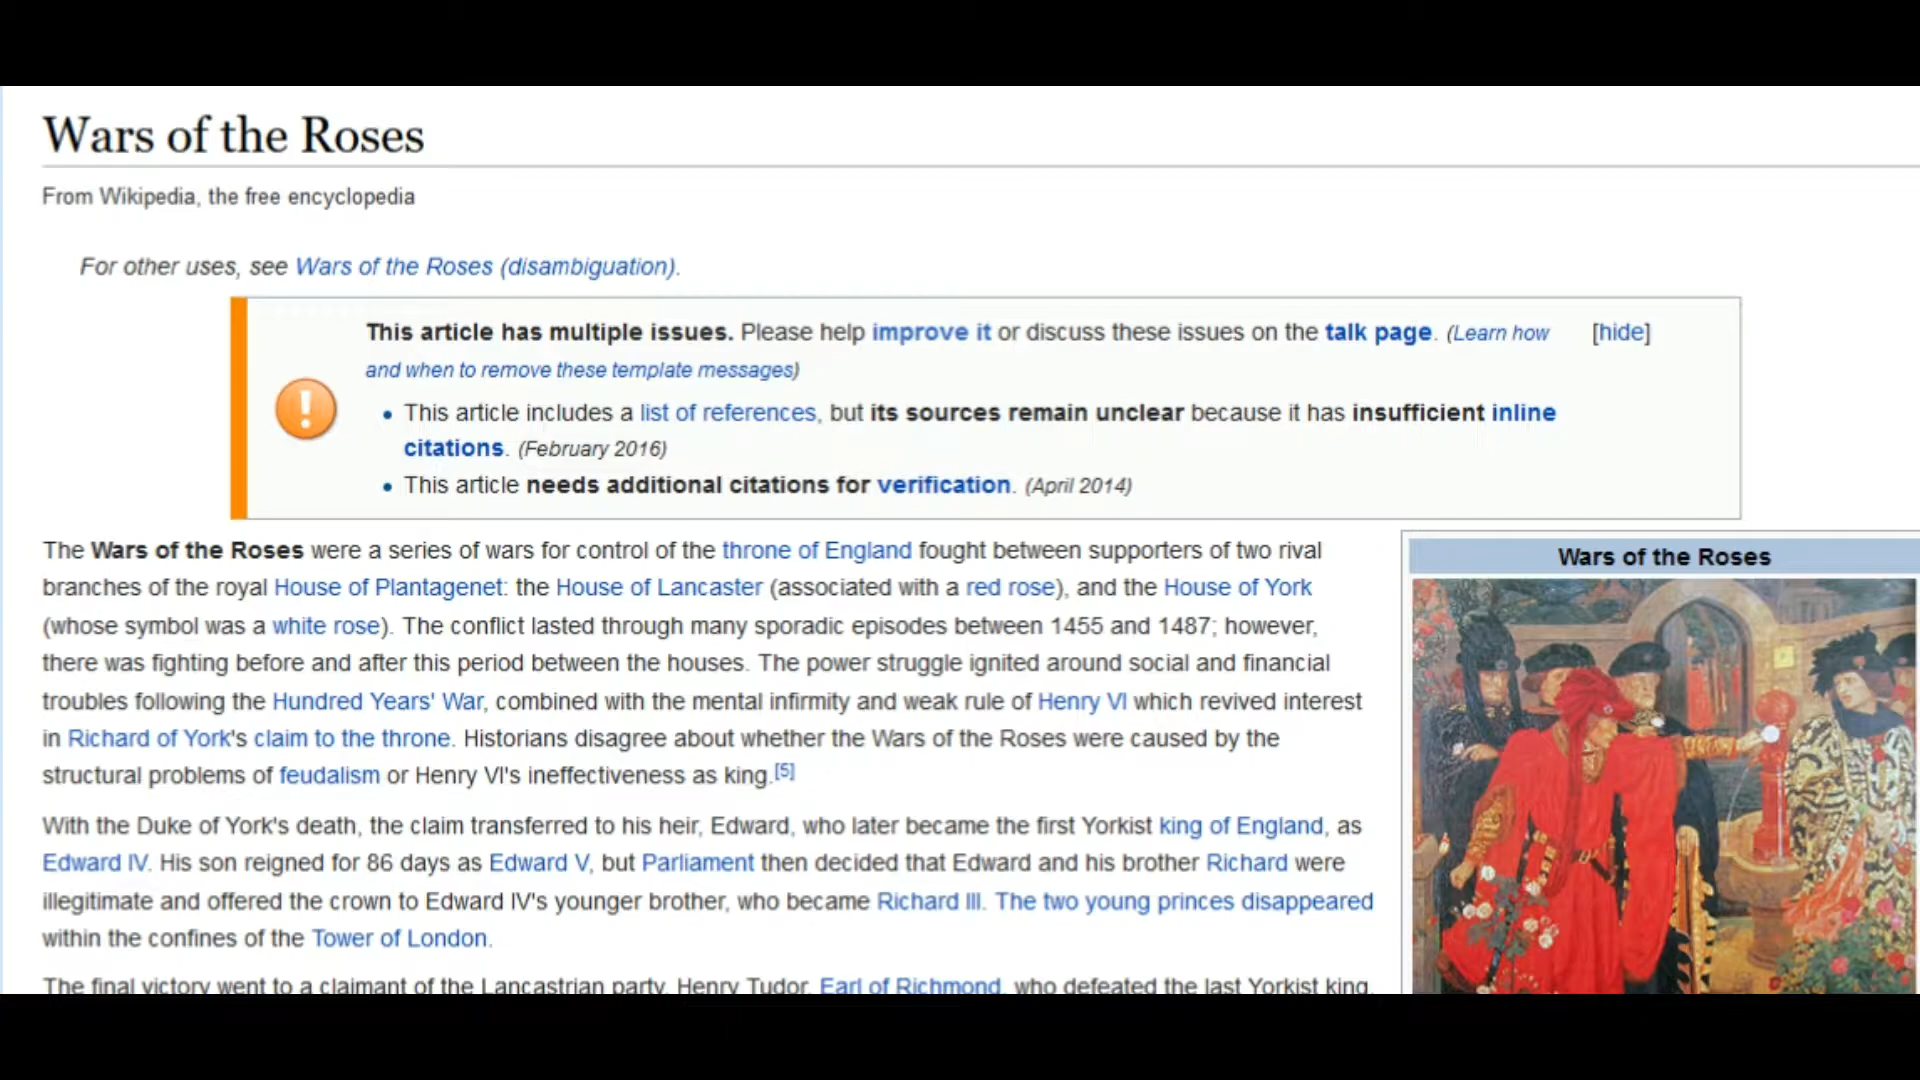 Wars of the Roses
From Wikipedia, the free encyclopedia
For other uses, see Wars of the Roses (disambiguation).
This article has multiple issues. Please help improve it or discuss these issues on the talk page. (Learn how [hide]
and when to remove these template messages)
• This article includes a list of references, but its sources remain unclear because it has insufficient inline
citations. (February 2016)
• This article needs additional citations for verification. (April 2014)
The Wars of the Roses were a series of wars for control of the throne of England fought between supporters of two rival
branches of the royal House of Plantagenet: the House of Lancaster (associated with a red rose), and the House of York
(whose symbol was a white rose). The conflict lasted through many sporadic episodes between 1455 and 1487; however,
there was fighting before and after this period between the houses. The power struggle ignited around social and financial
troubles following the Hundred Years' War, combined with the mental infirmity and weak rule of Henry VI which revived interest
in Richard of York's claim to the throne. Historians disagree about whether the Wars of the Roses were caused by the
structural problems of feudalism or Henry VI's ineffectiveness as king.[5]
With the Duke of York's death, the claim transferred to his heir, Edward, who later became the first Yorkist king of England, as
Edward IV. His son reigned for 86 days as Edward V, but Parliament then decided that Edward and his brother Richard were
illegitimate and offered the crown to Edward IV's younger brother, who became Richard III. The two young princes disappeared
within the confines of the Tower of London.
The final victory went to a claimant of the Lancastrian party, Henry Tudor, Earl of Richmond, who defeated the last Yorkist king,
Wars of the Roses